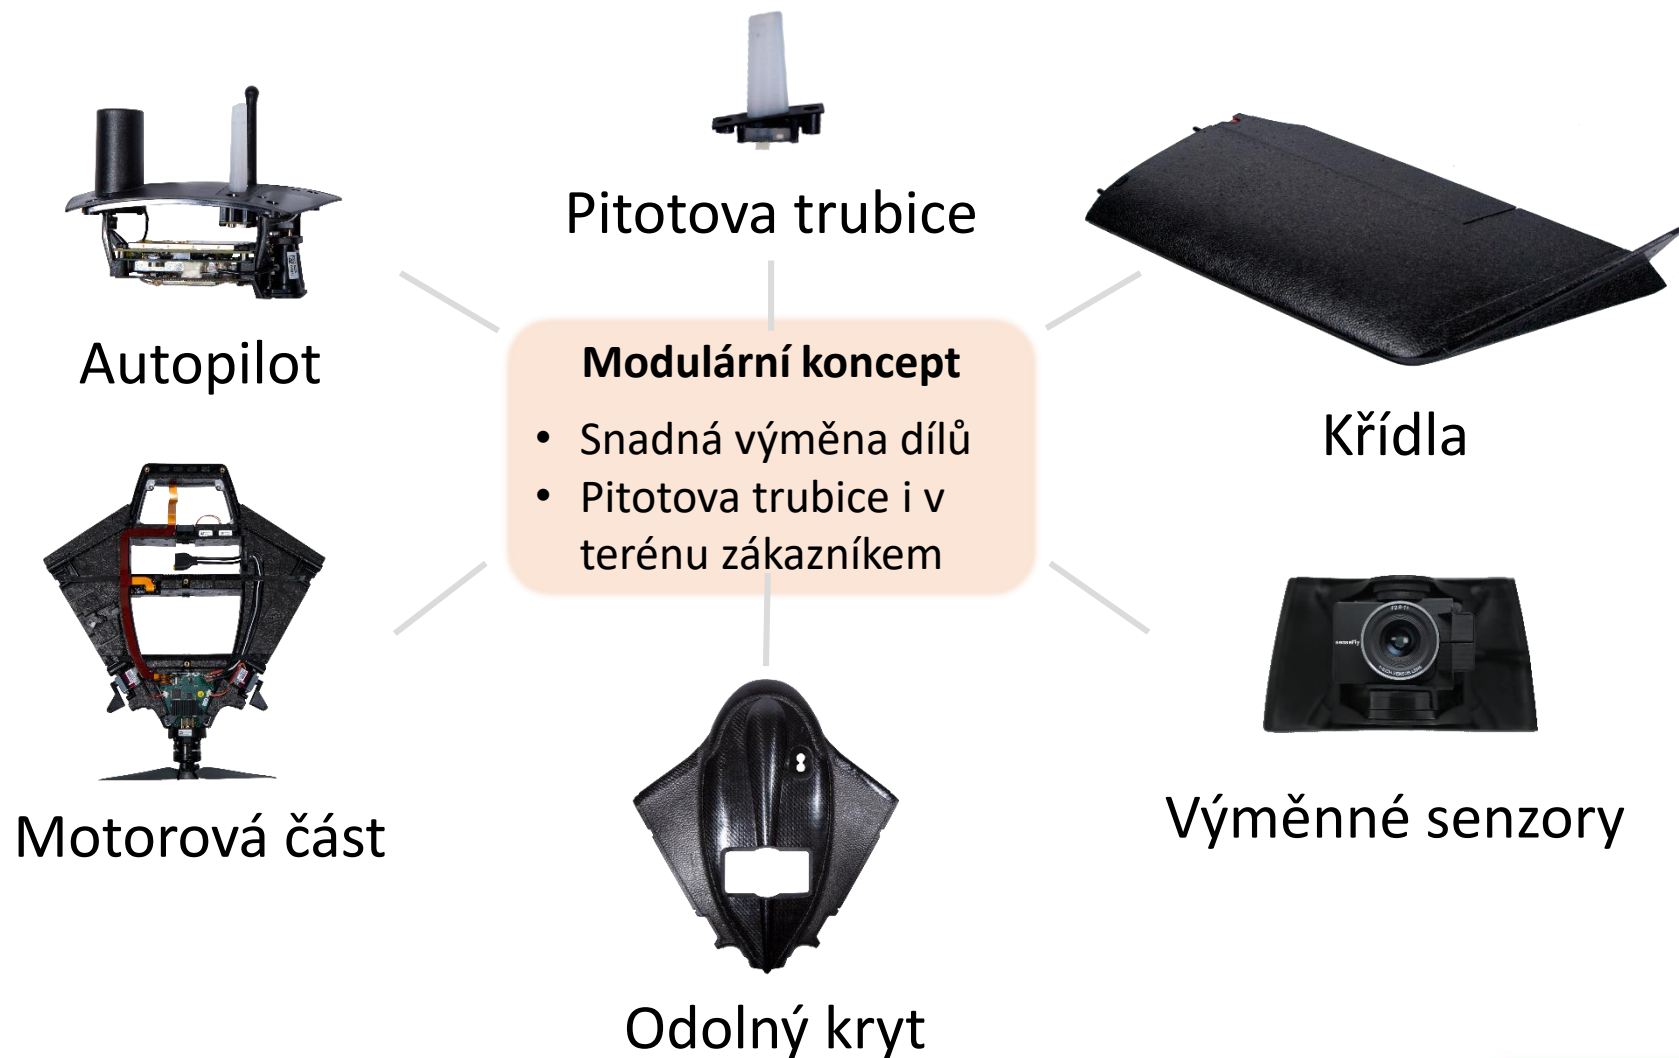 Pitotova trubice
Autopilot
Křídla
Modulární koncept
• Snadná výměna dílů
• Pitotova trubice i v
terénu zákazníkem
Motorová část
senseFly
Výměnné senzory
Odolný kryt